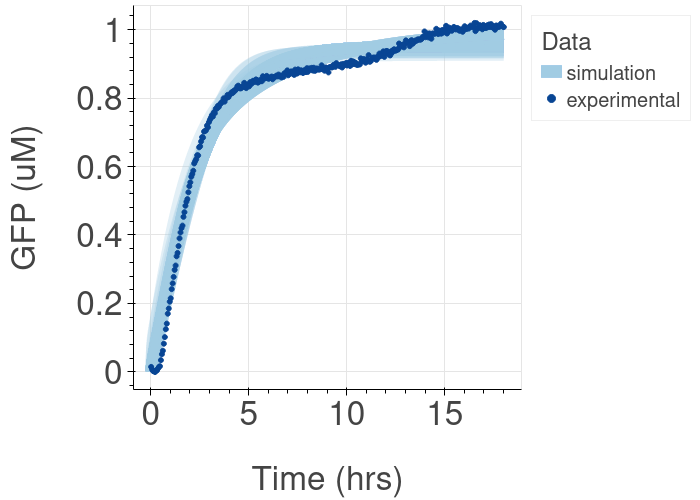 GFP (uM)
1
0.8
0.6
0.4
0.2
0
0 5 10 15
Time (hrs)
Data
simulation
experimental